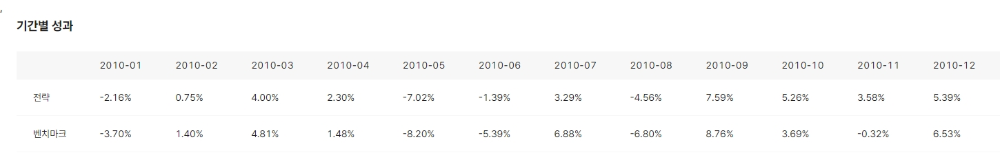 ,
기간별 성과
2010-01 2010-02 2010-03 2010-04 2010-05 2010-06 2010-07 2010-08 2010-09 2010-10 2010-11 2010-12
전략 -2.16% 0.75% 4.00% 2.30% -7.02% -1.39% 3.29% -4.56% 7.59% 5.26% 3.58% 5.39%
벤치마크 -3.70% 1.40% 4.81% 1.48% -8.20% -5.39% 6.88% -6.80% 8.76% 3.69% -0.32% 6.53%